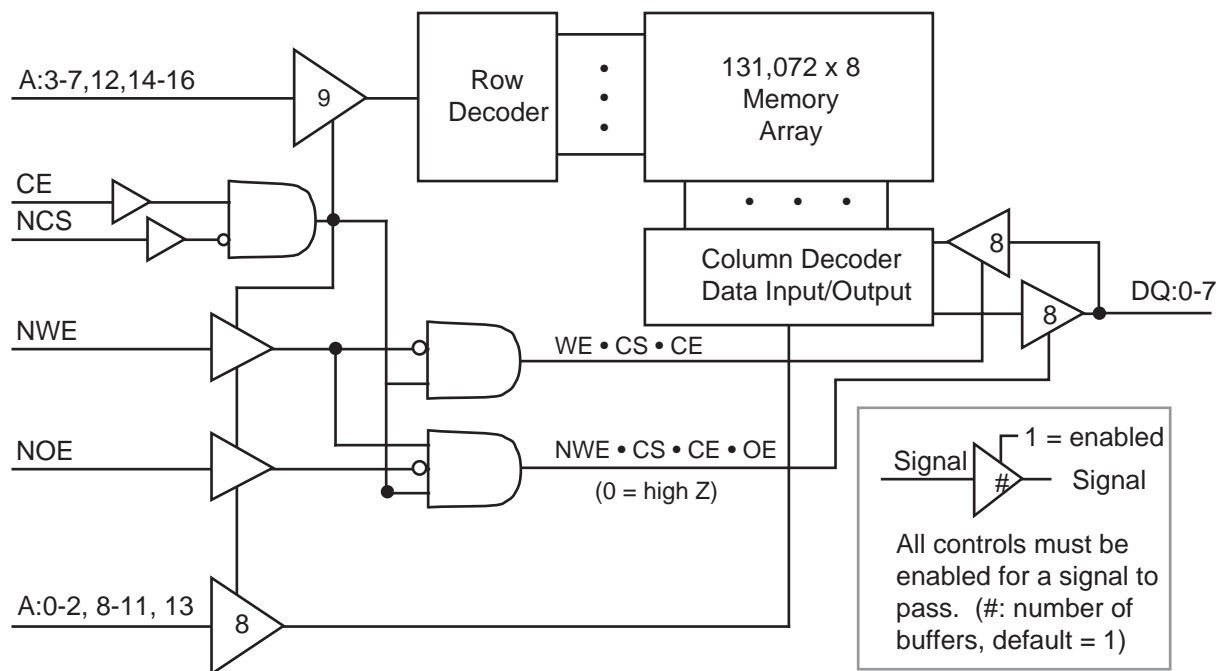 A:3-7,12,14-16
9
Row
Decoder
•
•
•
131,072 x 8
Memory
Array
CE
NCS
• • •
Column Decoder
Data Input/Output
8
8
DQ:0-7
NWE
WE • CS • CE
NOE
NWE • CS • CE • OE
(0 = high Z)
A:0-2, 8-11, 13
8
1 = enabled
Signal
#
Signal
All controls must be
enabled for a signal to
pass. (#: number of
buffers, default = 1)